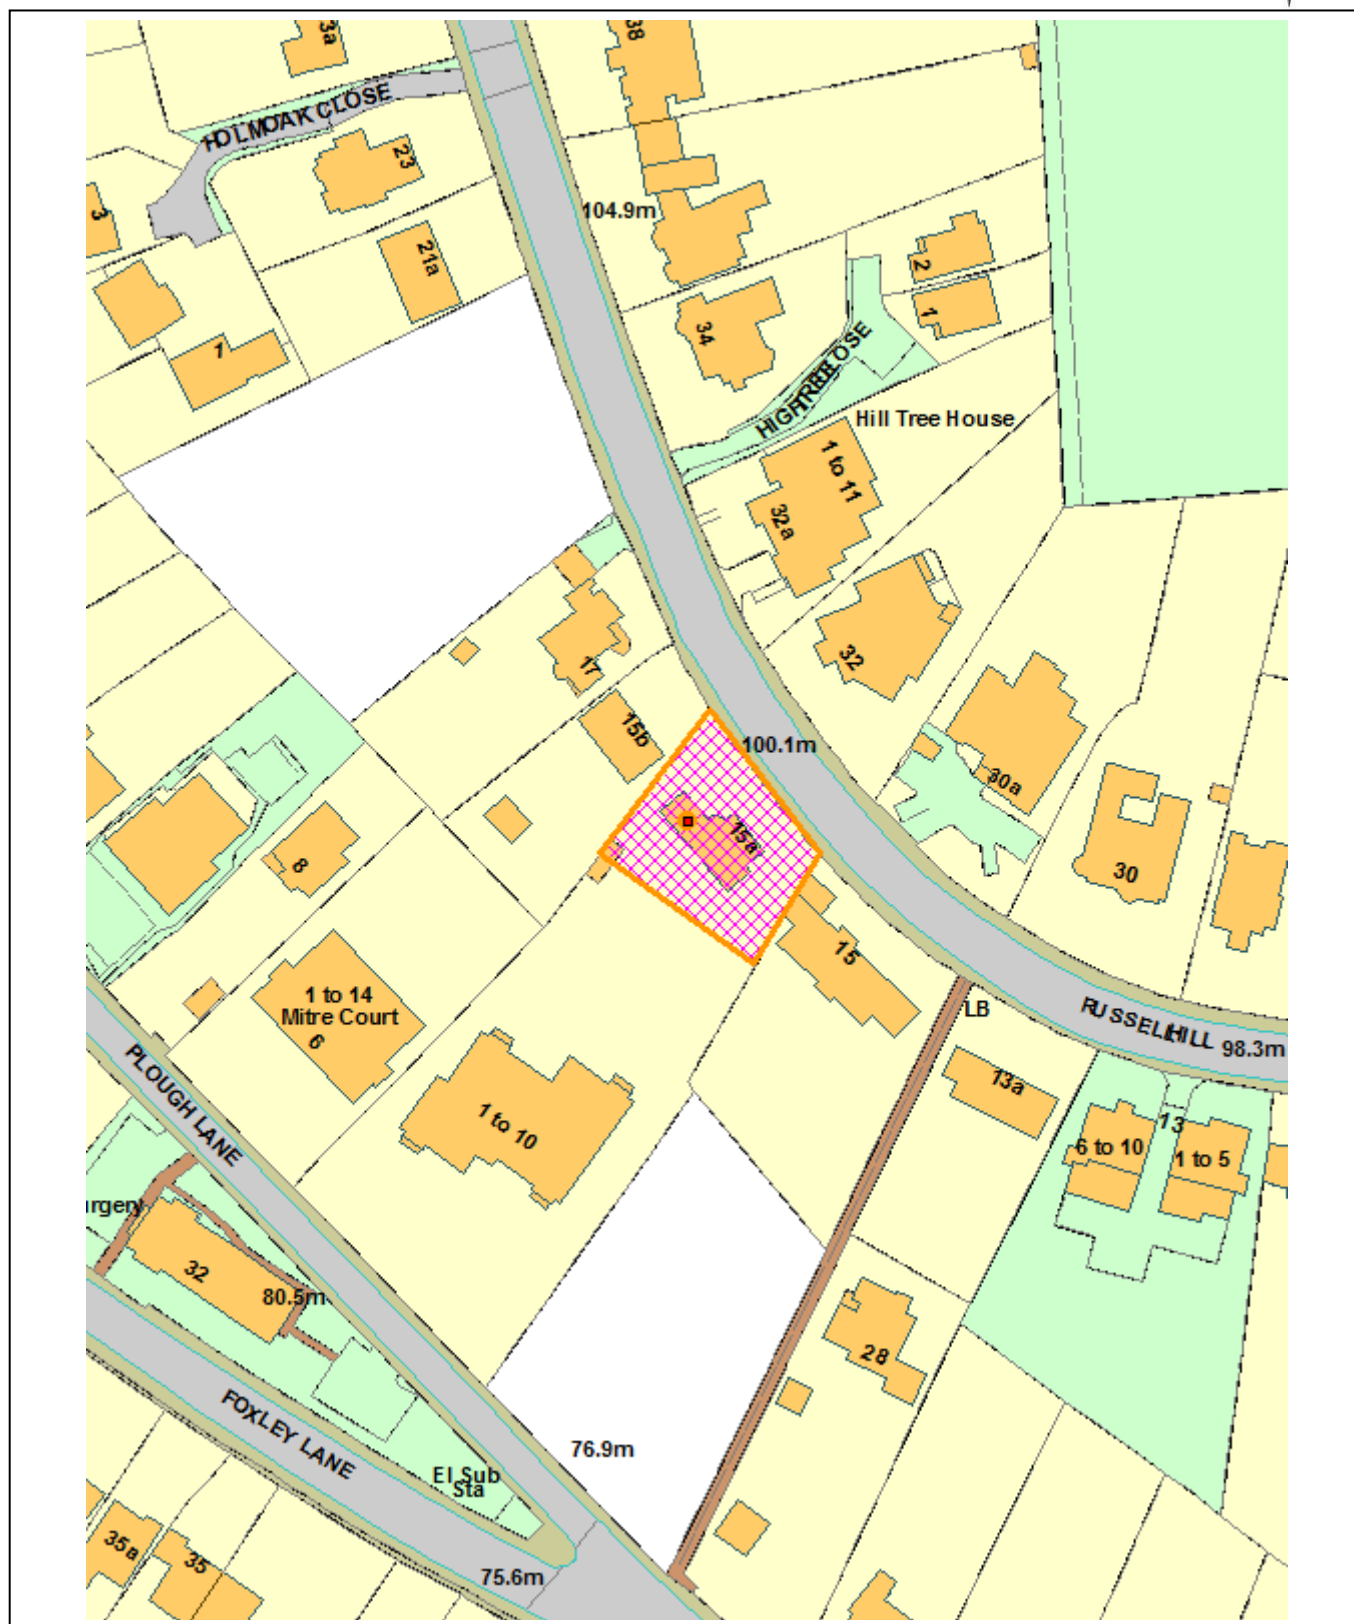 3a
38
HOLMOAK CLOSE
23
3
104.9m
21a
2
1
34
1
HIGHTREE CLOSE
Hill Tree House
1 to 11
32a
32
17
15b
100.1m
30a
15a
8
30
15
1 to 14
Mitre Court
6
LB
RUSSELL HILL
98.3m
PLOUGH LANE
13a
1 to 10
13
6 to 10
1 to 5
urgery
32
80.5m
28
FOXLEY LANE
76.9m
El Sub
Sta
35a
35
75.6m